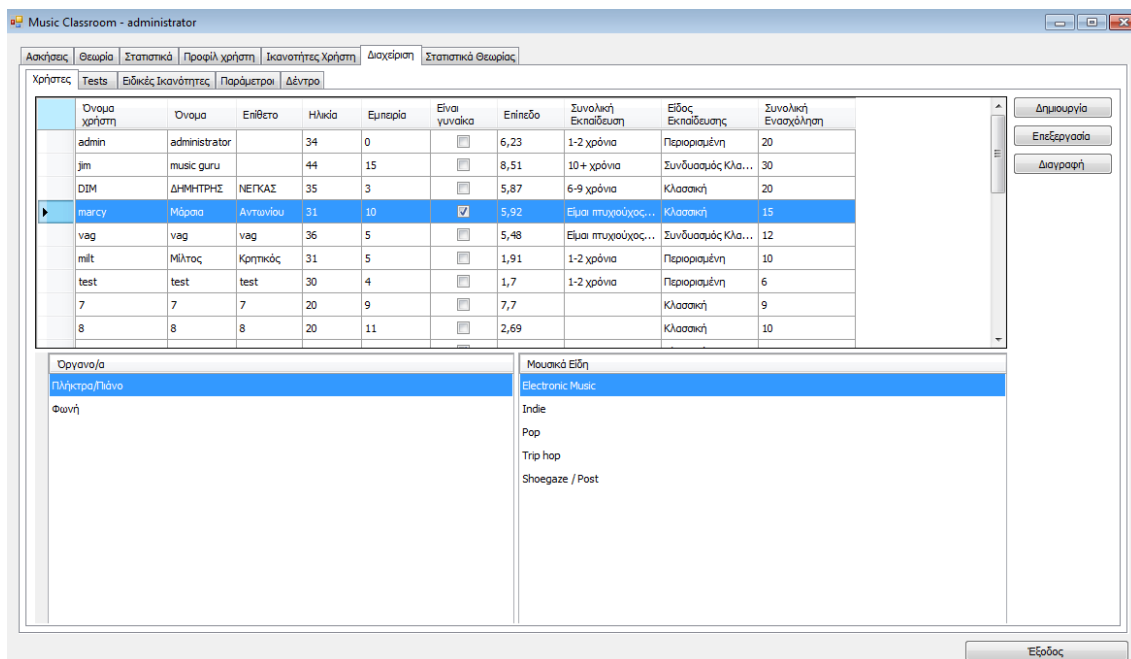 Music Classroom - administrator
Ασκήσεις Θεωρία Στατιστικά Προφίλ χρήστη Ικανοτήτες Χρήστη Διαχείριση Στατιστικά Θεωρίας
Χρήστες Tests Ειδικές Ικανότητες Παράμετροι Δέντρο
Όνομα χρήστη Όνομα Επίθετο Ηλικία Εμπειρία Είναι γυναίκα Επίπεδο Συνολική Εκπαίδευση Είδος Εκπαίδευσης Συνολική Ενασχόληση
admin administrator 34 0 6,23 1-2 χρόνια Περιορισμένη 20
jim music guru 44 15 8,51 10+ χρόνια Συνδυασμός Κλα... 30
DIM ΔΗΜΗΤΡΗΣ ΝΕΓΚΑΣ 35 3 5,87 6-9 χρόνια Κλασσική 20
marcy Μάρσια Αντωνίου 31 10 5,92 Είμαι πτυχιούχος... Κλασσική 15
vag vag vag 36 5 5,48 Είμαι πτυχιούχος... Συνδυασμός Κλα... 12
milt Μίλτος Κρητικός 31 5 1,91 1-2 χρόνια Περιορισμένη 10
test test test 30 4 1,7 1-2 χρόνια Περιορισμένη 6
7 7 7 20 9 7,7 Κλασσική 9
8 8 8 20 11 2,69 Κλασσική 10
Δημιουργία
Επεξεργασία
Διαγραφή
Όργανο/α
Πλήκτρα/Πιάνο
Φωνή
Μουσικά Είδη
Electronic Music
Indie
Pop
Trip hop
Shoegaze / Post
Έξοδος